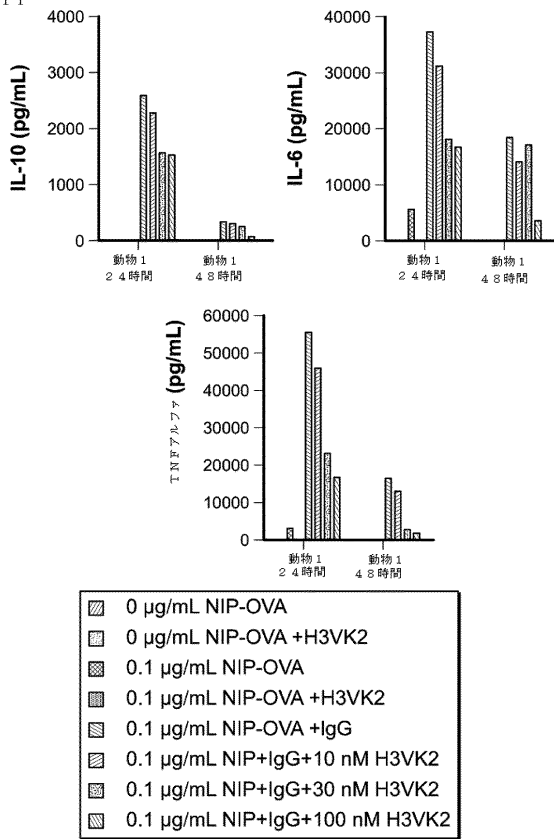 4000
3000
2000
1000
0
IL-10 (pg/mL)
動物 1
２４時間
動物 1
４８時間
40000
30000
20000
10000
0
IL-6 (pg/mL)
動物 1
２４時間
動物 1
４８時間
60000
50000
40000
30000
20000
10000
0
ＴＮＦアルファ (pg/mL)
動物 1
２４時間
動物 1
４８時間
0 µg/mL NIP-OVA
0 µg/mL NIP-OVA +H3VK2
0.1 µg/mL NIP-OVA
0.1 µg/mL NIP-OVA +H3VK2
0.1 µg/mL NIP-OVA +IgG
0.1 µg/mL NIP+IgG+10 nM H3VK2
0.1 µg/mL NIP+IgG+30 nM H3VK2
0.1 µg/mL NIP+IgG+100 nM H3VK2